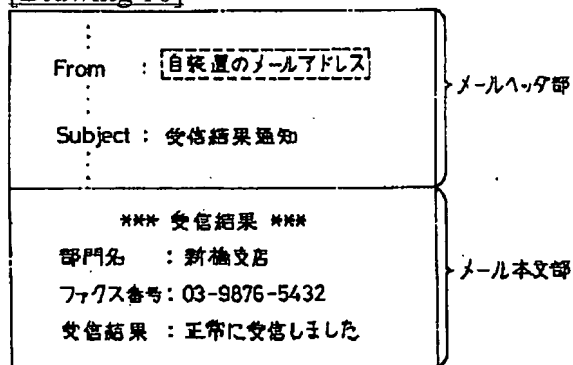 From : 自装置のメールアドレス
メールヘッダ部
Subject : 受信結果通知
*** 受信結果 ***
部門名 : 新橋支店
ファクス番号 : 03-9876-5432
メール本文部
受信結果 : 正常に受信しました